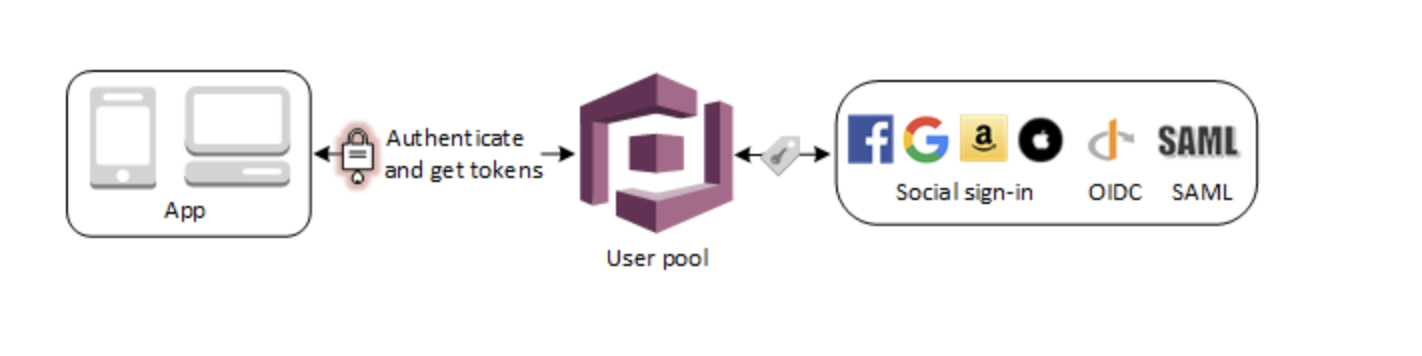 Authenticate
and get tokens
App
User pool
a
SAML
Social sign-in
OIDC
SAML